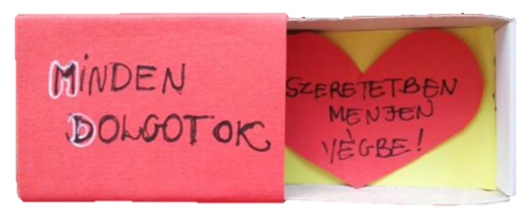 MINDEN
DOLGOTOK
SZERETETBEN
MENJEN
VÉGBE!